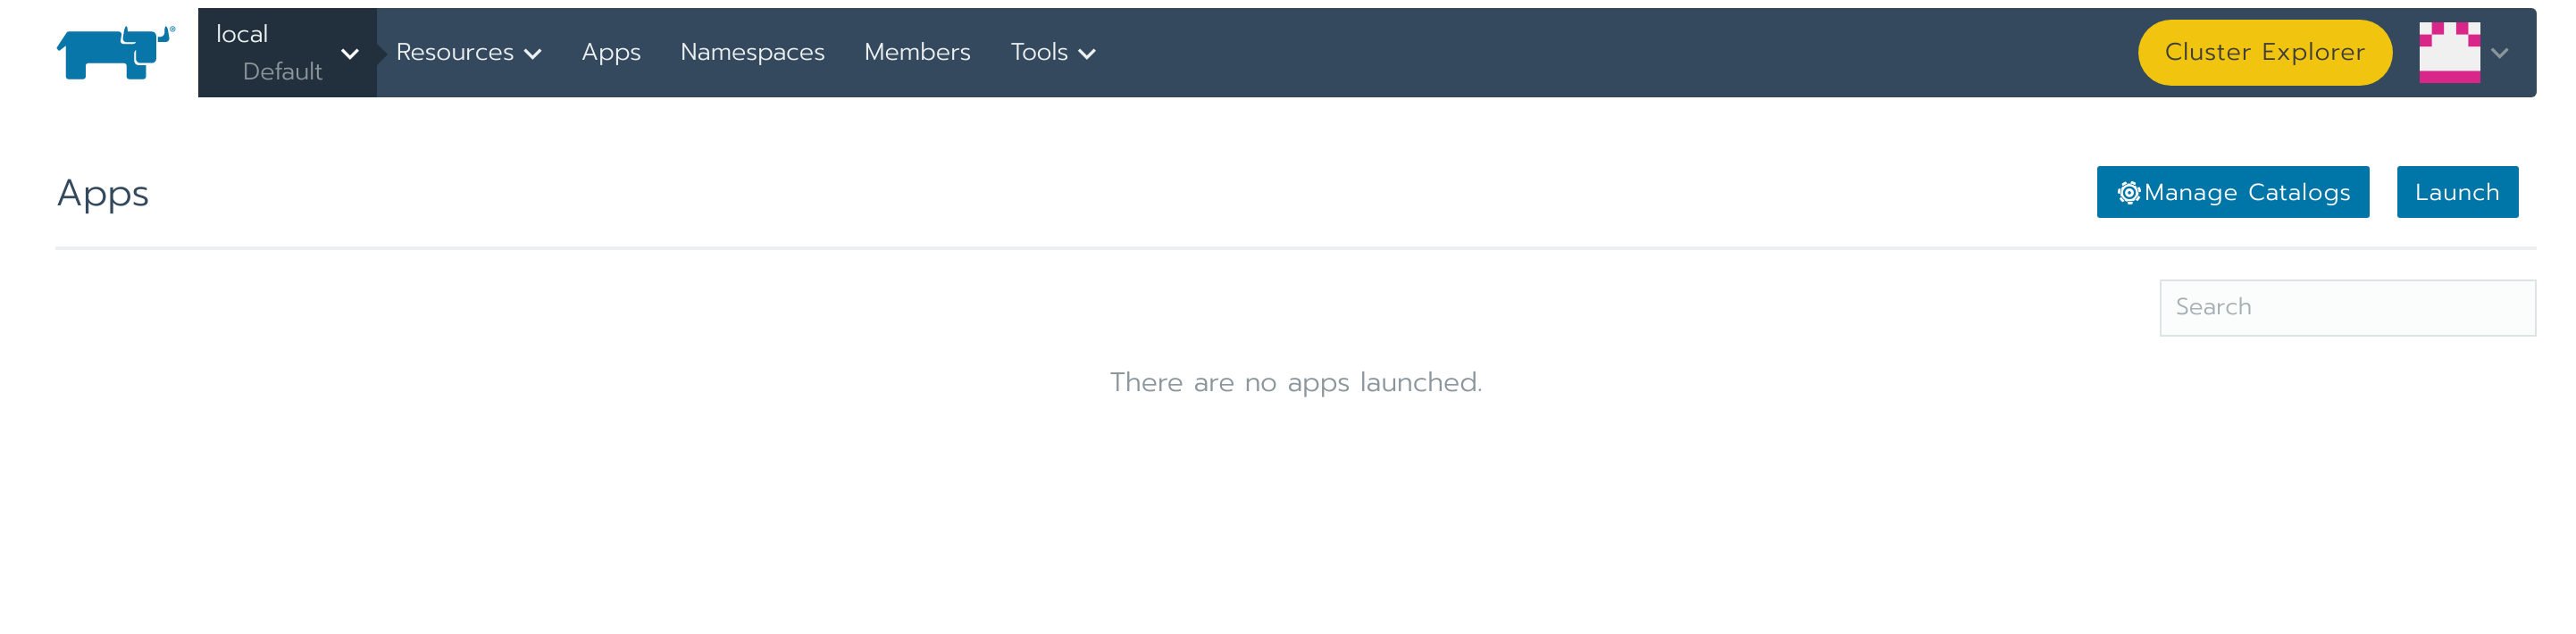 local
Default
Resources Apps Namespaces Members Tools
Cluster Explorer
Apps
Manage Catalogs
Launch
Search
There are no apps launched.